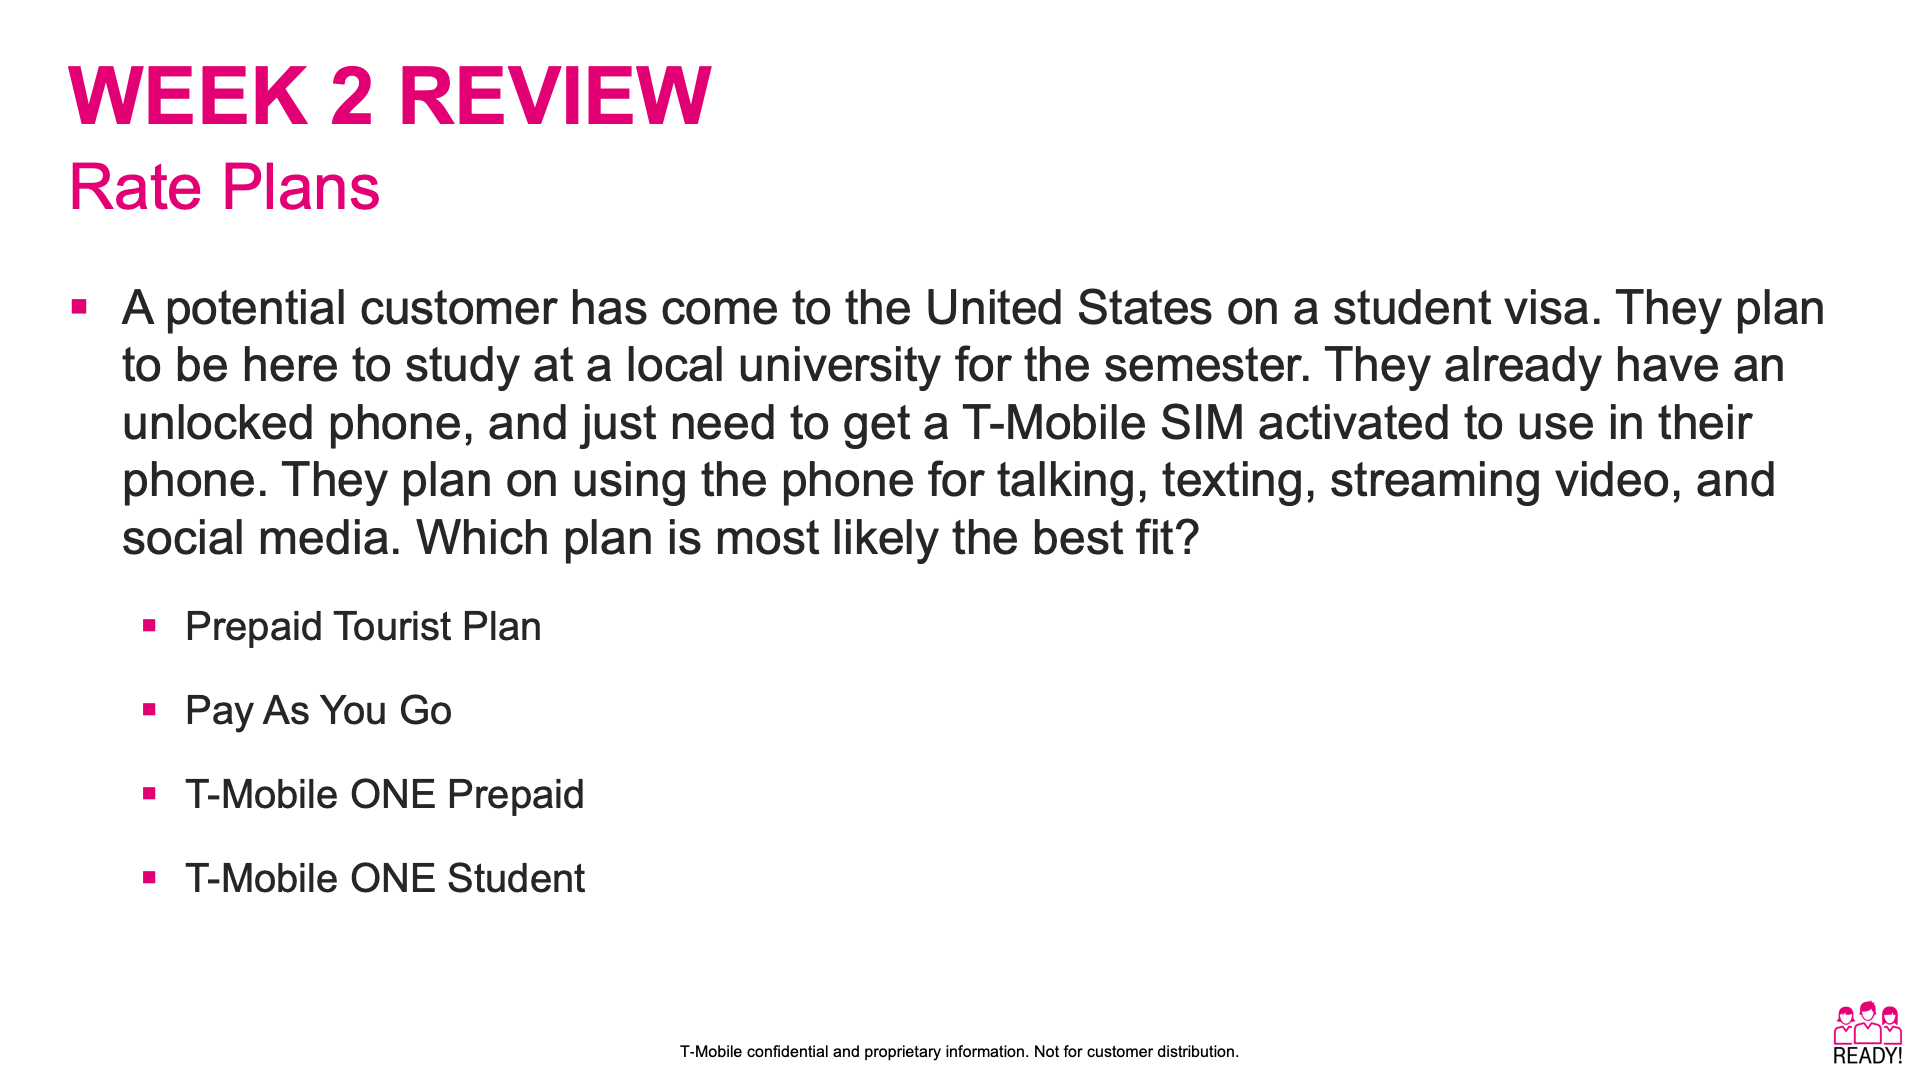 WEEK 2 REVIEW
Rate Plans
▪ A potential customer has come to the United States on a student visa. They plan
to be here to study at a local university for the semester. They already have an
unlocked phone, and just need to get a T-Mobile SIM activated to use in their
phone. They plan on using the phone for talking, texting, streaming video, and
social media. Which plan is most likely the best fit?
▪ Prepaid Tourist Plan
▪ Pay As You Go
▪ T-Mobile ONE Prepaid
▪ T-Mobile ONE Student
T-Mobile confidential and proprietary information. Not for customer distribution.
READY!